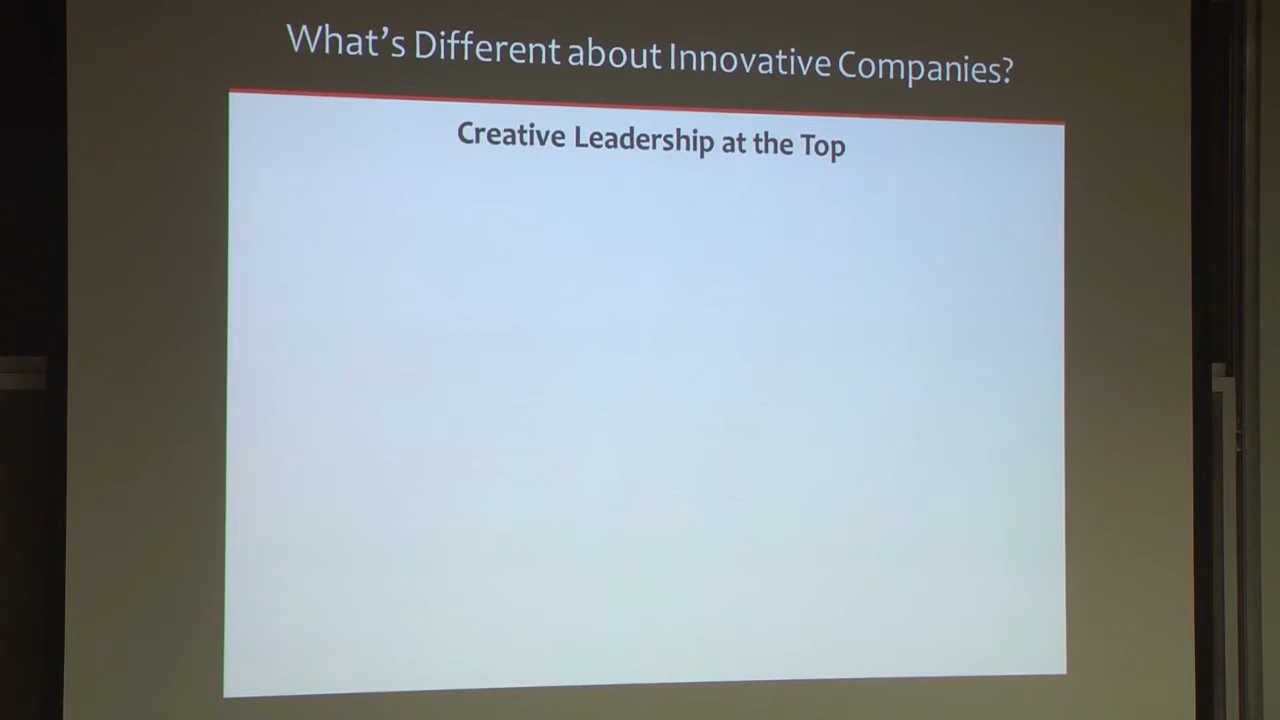 What's Different about Innovative Companies?
Creative Leadership at the Top